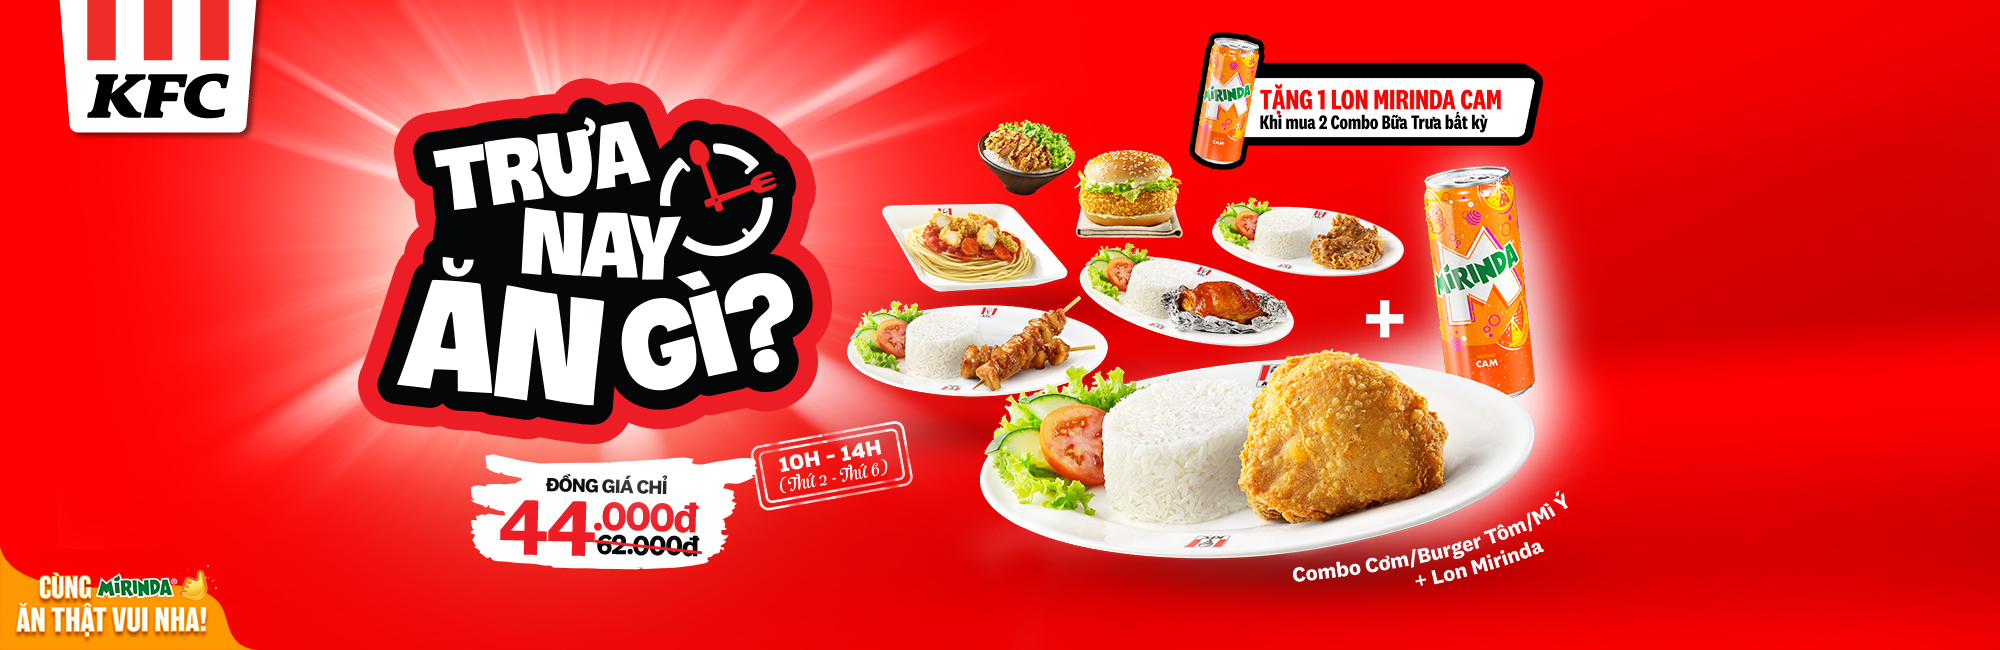 KFC
TRƯA
NAY
ĂN GÌ?
ĐỒNG GIÁ CHỈ
44.000đ
62.000đ
10H - 14H
(Thứ 2 - Thứ 6)
CÙNG MIRINDA®
ĂN THẬT VUI NHA!
MIRINDA
CAM
TẶNG 1 LON MIRINDA CAM
Khi mua 2 Combo Bữa Trưa bất kỳ
+
MIRINDA
HƯƠNG
CAM
KFC
Combo Cơm/Burger Tôm/Mì Ý
+ Lon Mirinda